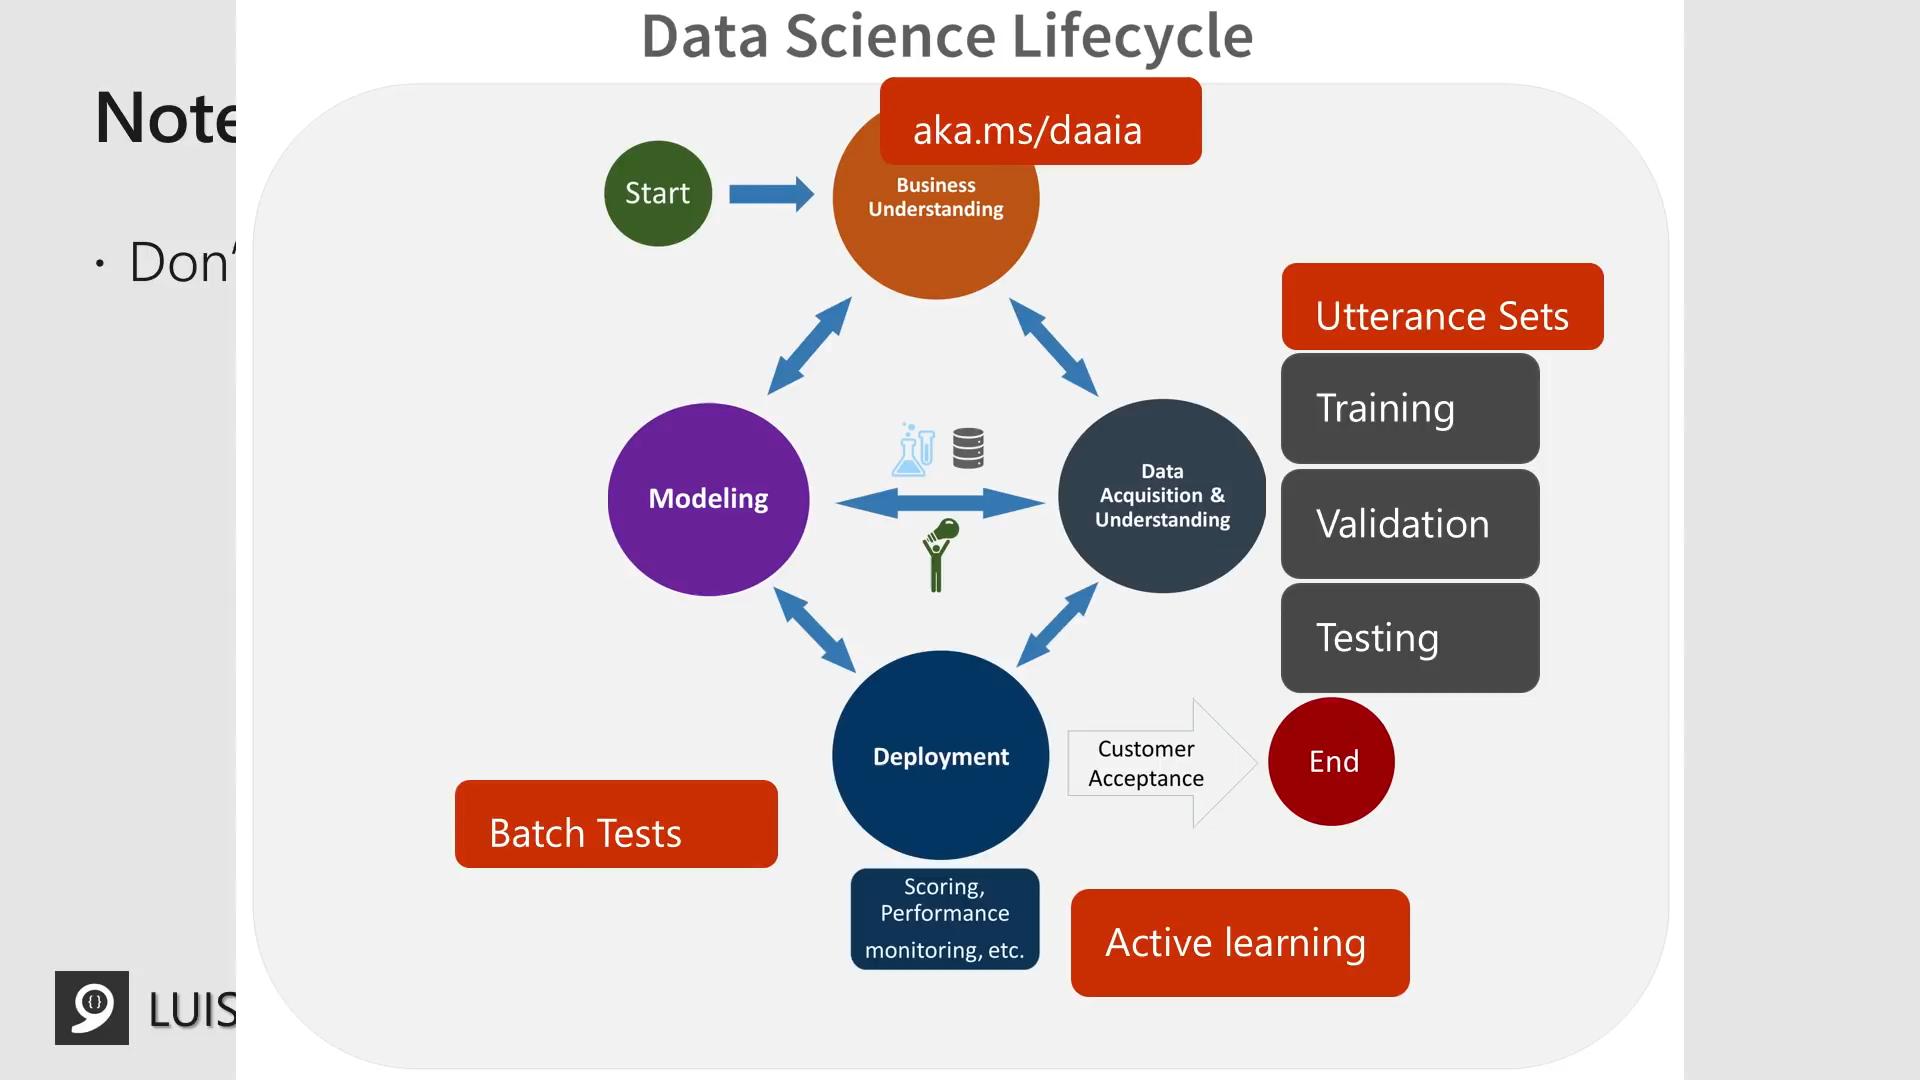 Data Science Lifecycle
Note
• Don'
aka.ms/daaia
Start
Business
Understanding
Utterance Sets
Training
Validation
Testing
Modeling
Data
Acquisition &
Understanding
Deployment
Customer
Acceptance
End
Batch Tests
Scoring,
Performance
monitoring, etc.
Active learning
{}
LUIS